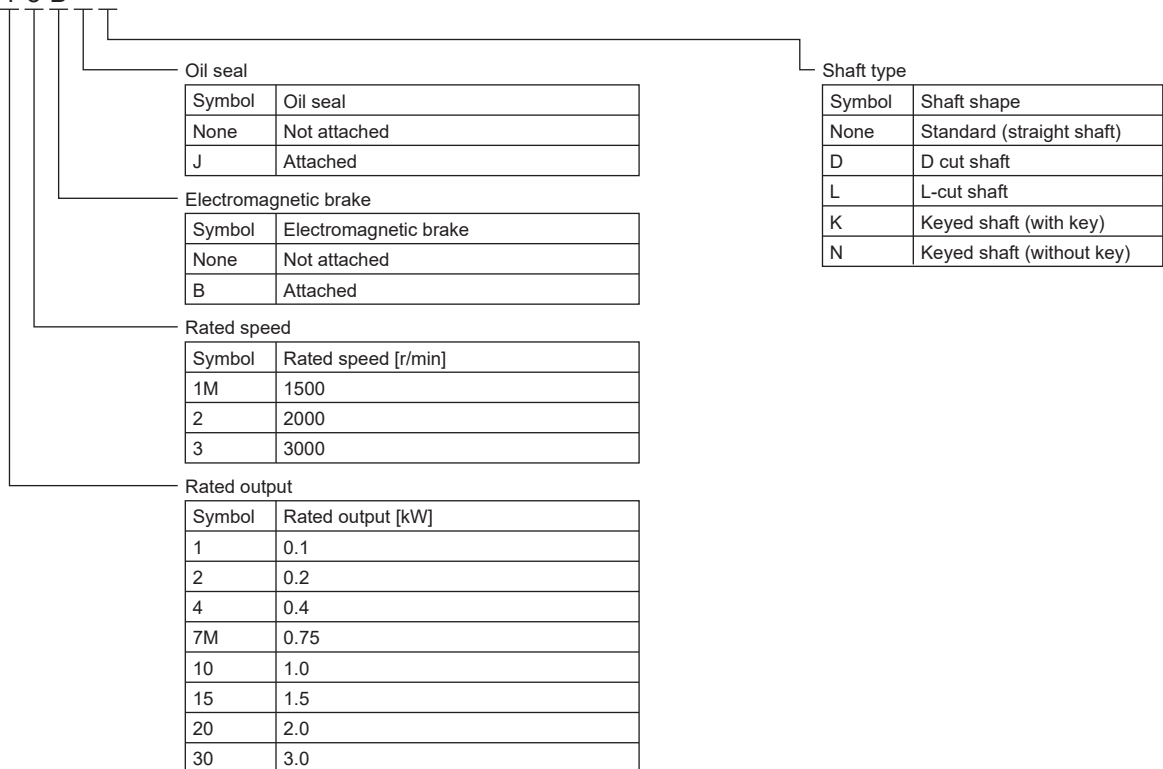 Oil seal
Symbol Oil seal
None Not attached
J Attached
Electromagnetic brake
Symbol Electromagnetic brake
None Not attached
B Attached
Rated speed
Symbol Rated speed [r/min]
1M 1500
2 2000
3 3000
Rated output
Symbol Rated output [kW]
1 0.1
2 0.2
4 0.4
7M 0.75
10 1.0
15 1.5
20 2.0
30 3.0
Shaft type
Symbol Shaft shape
None Standard (straight shaft)
D D cut shaft
L L-cut shaft
K Keyed shaft (with key)
N Keyed shaft (without key)